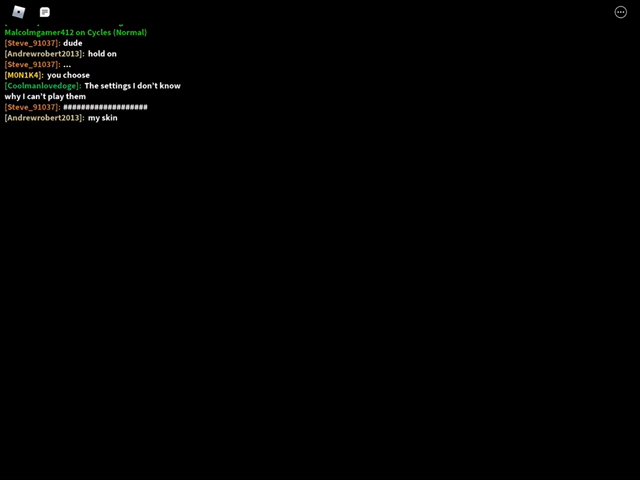 Malcolmgamer412 on Cycles (Normal)
[Steve_91037]: dude
[Andrewrobert2013]: hold on
[Steve_91037]: ...
[M0N1K4]: you choose
[Coolmanlovedoge]: The settings I don't know
why I can't play them
[Steve_91037]: ###################
[Andrewrobert2013]: my skin